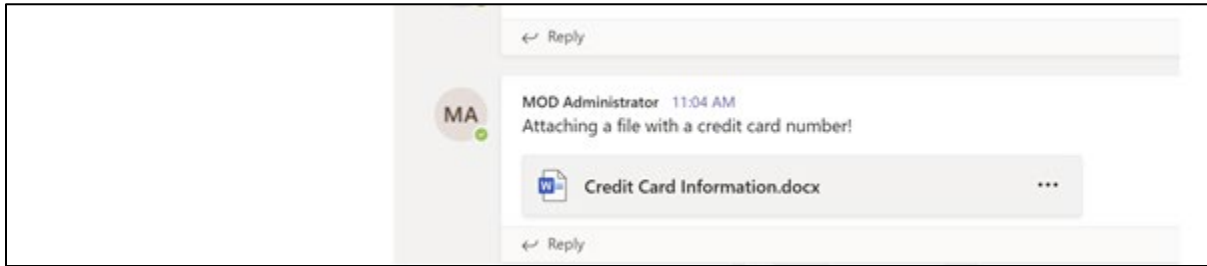 Reply
MA
MOD Administrator 11:04 AM
Attaching a file with a credit card number!
W
Credit Card Information.docx
Reply